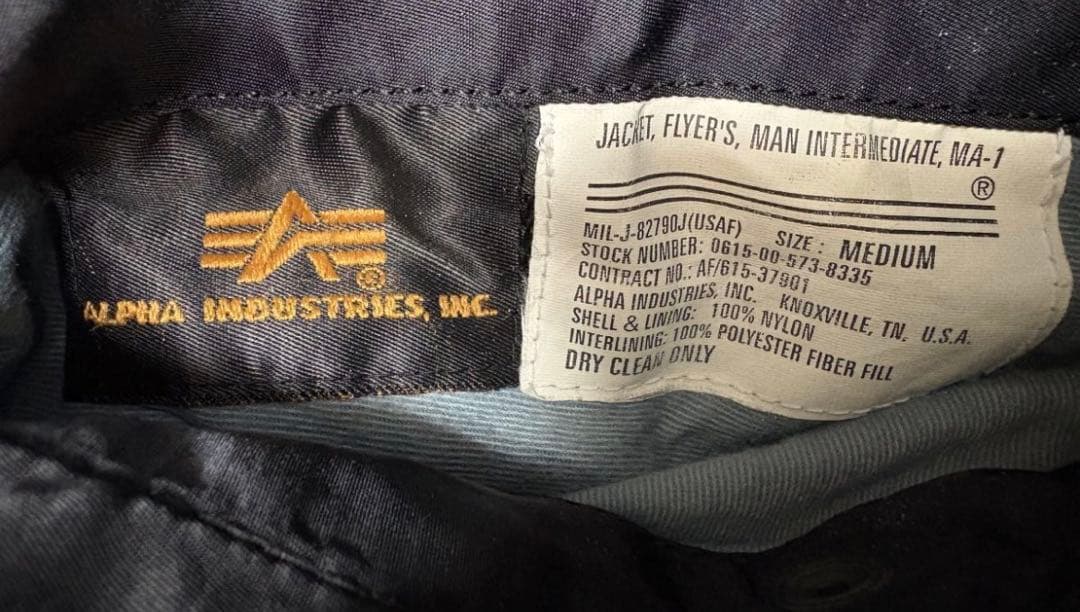 ALPHA INDUSTRIES, INC.
®
JACKET, FLYER'S, MAN INTERMEDIATE, MA-1
®
MIL-J-82790J(USAF) SIZE : MEDIUM
STOCK NUMBER: 0615-00-573-8335
CONTRACT NO.: AF/615-37901
ALPHA INDUSTRIES, INC. KNOXVILLE, TN, U.S.A.
SHELL & LINING: 100% NYLON
INTERLINING: 100% POLYESTER FIBER FILL
DRY CLEAN ONLY